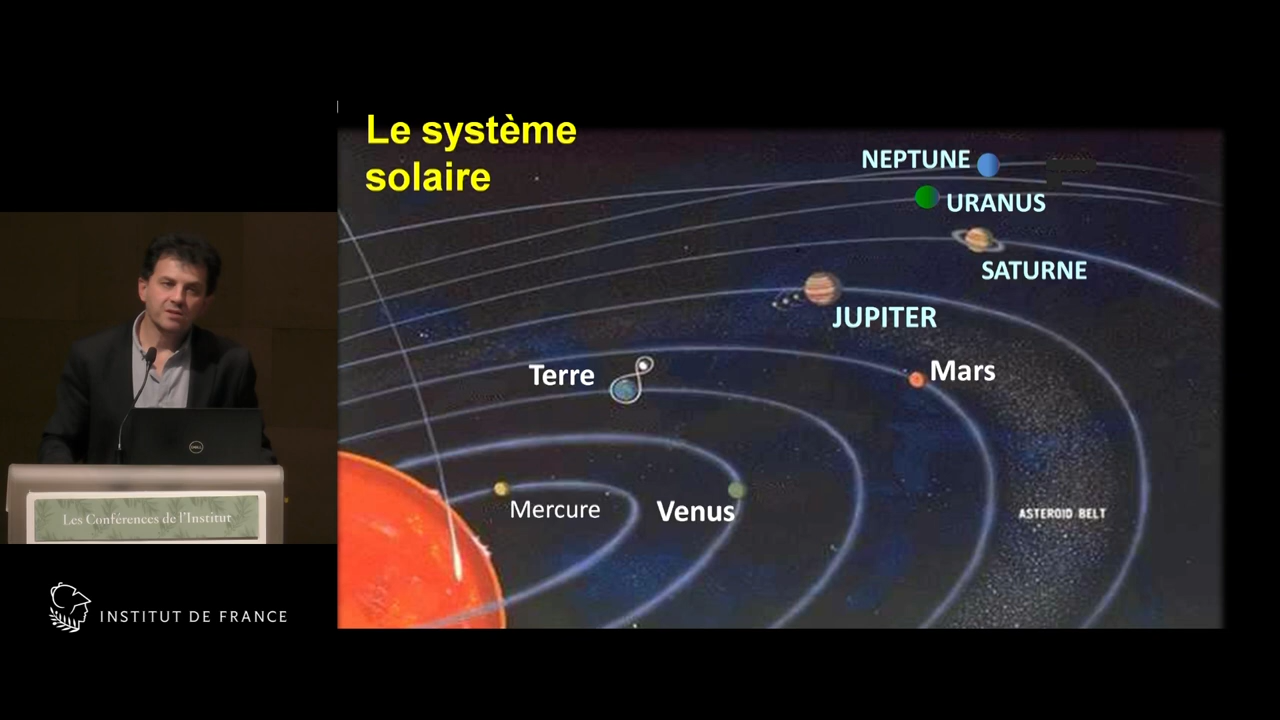 Le système
solaire
NEPTUNE
URANUS
SATURNE
JUPITER
Terre
Mars
Mercure
Venus
ASTEROID BELT
DELL
Les Conférences de l'Institut
INSTITUT DE FRANCE